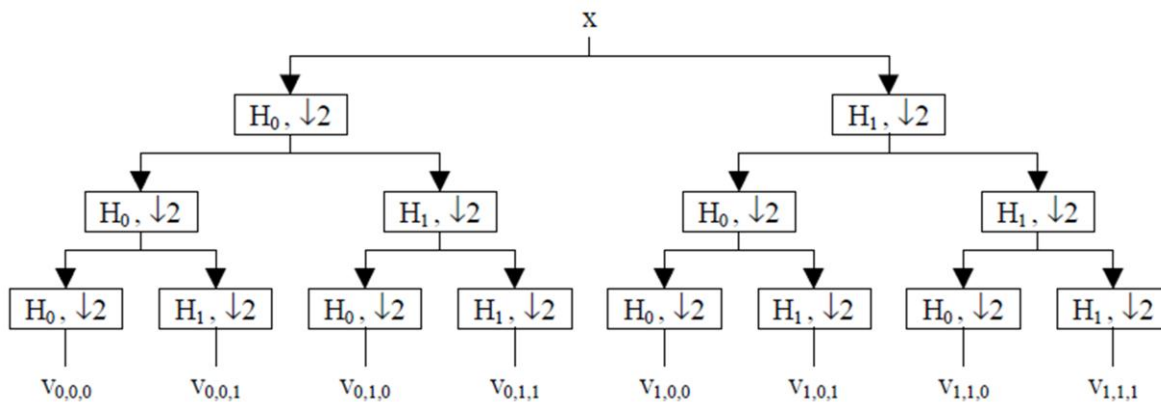 x
H₀, ↓2 H₁, ↓2
H₀, ↓2 H₁, ↓2 H₀, ↓2 H₁, ↓2
H₀, ↓2 H₁, ↓2 H₀, ↓2 H₁, ↓2 H₀, ↓2 H₁, ↓2 H₀, ↓2 H₁, ↓2
v₀,₀,₀ v₀,₀,₁ v₀,₁,₀ v₀,₁,₁ v₁,₀,₀ v₁,₀,₁ v₁,₁,₀ v₁,₁,₁